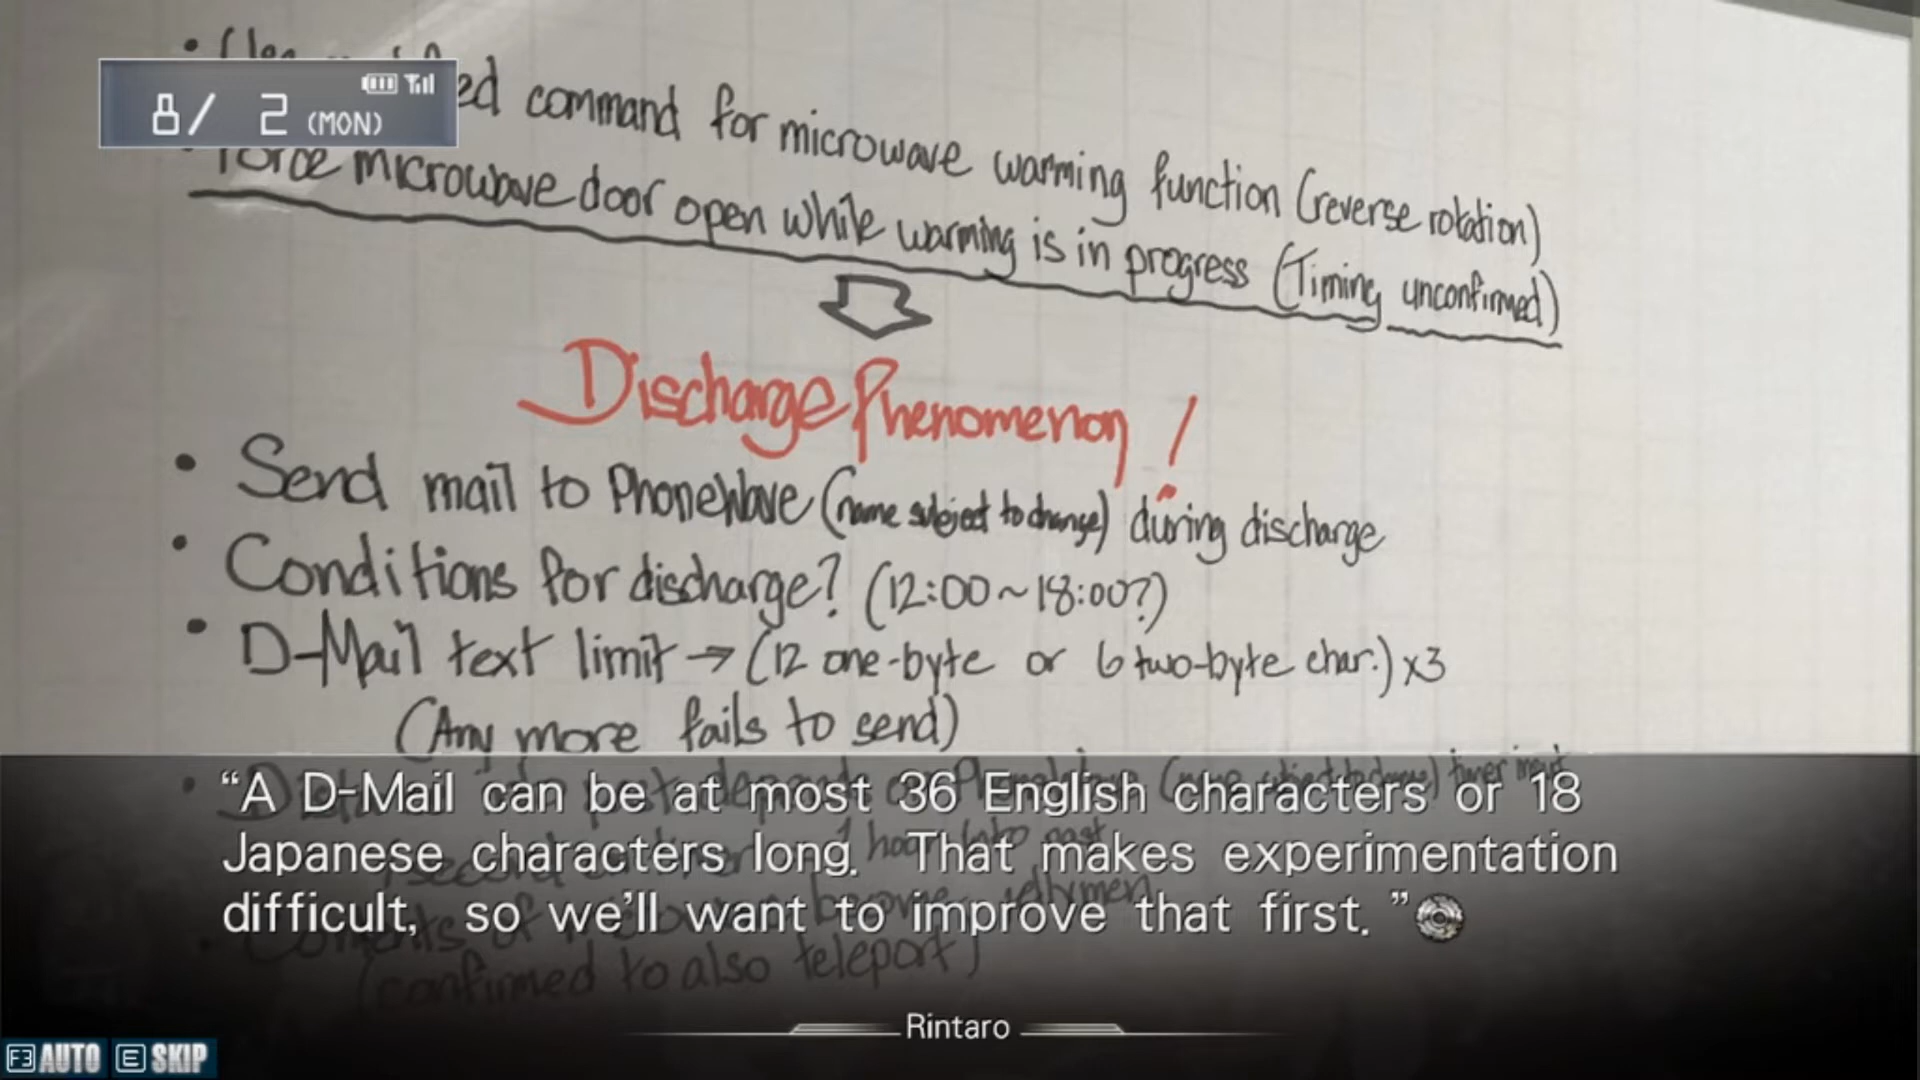 8/ 2 (MON)
ed command for microwave warming function (reverse rotation)
Force microwave door open while warming is in progress (Timing unconfirmed)
Discharge Phenomenon!
• Send mail to PhoneWave (name subject to change) during discharge
• Conditions for discharge? (12:00~18:00?)
• D-Mail text limit → (12 one-byte or 6 two-byte char.) x3
(Any more fails to send)
“A D-Mail can be at most 36 English characters or 18
Japanese characters long. That makes experimentation
difficult, so we’ll want to improve that first.”
(confirmed to also teleport)
Rintaro
F3 AUTO E SKIP